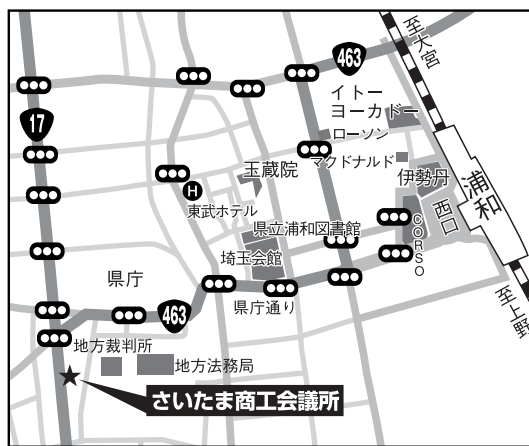 至大宮
463
イトー
ヨーカドー
17
ローソン
マクドナルド
玉蔵院
伊勢丹
浦和
H
東武ホテル
西口
県立浦和図書館
CORSO
埼玉会館
県庁
県庁通り
463
至上野
地方裁判所
地方法務局
★
さいたま商工会議所